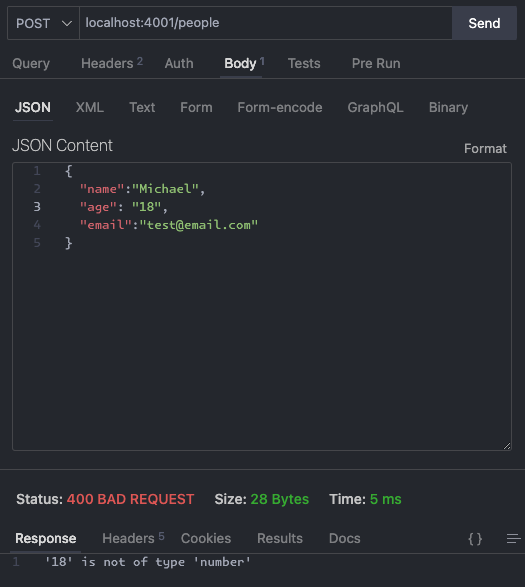 POST localhost:4001/people Send
Query Headers 2 Auth Body 1 Tests Pre Run
JSON XML Text Form Form-encode GraphQL Binary
JSON Content Format
1 {
2 "name":"Michael",
3 "age": "18",
4 "email":"test@email.com"
5 }
Status: 400 BAD REQUEST Size: 28 Bytes Time: 5 ms
Response Headers 5 Cookies Results Docs { }
1 '18' is not of type 'number'